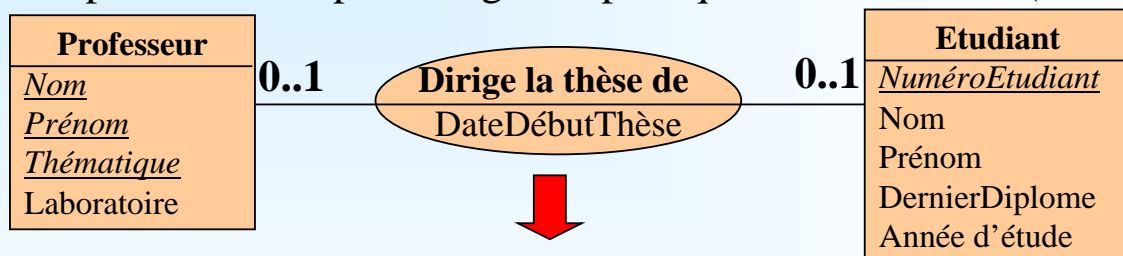 Professeur
Nom
Prénom
Thématique
Laboratoire
0..1
Dirige la thèse de
DateDébutThèse
0..1
Etudiant
NuméroEtudiant
Nom
Prénom
DernierDiplome
Année d'étude